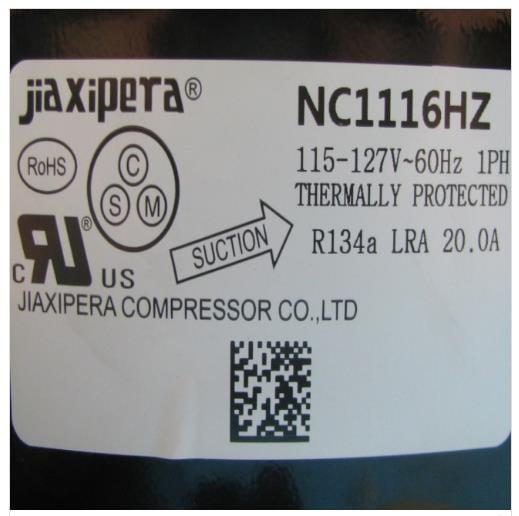 jiaxipera®
NC1116HZ
RoHS
C
S M
115-127V~60Hz 1PH
THERMALLY PROTECTED
R134a LRA 20.0A
SUCTION
C RU® US
JIAXIPERA COMPRESSOR CO.,LTD